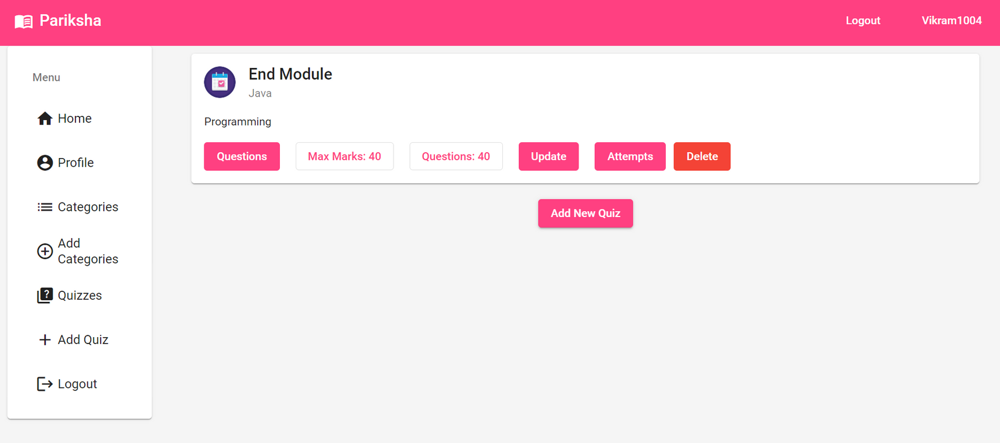 Pariksha
Logout
Vikram1004
Menu
Home
Profile
Categories
Add
Categories
Quizzes
Add Quiz
Logout
End Module
Java
Programming
Questions
Max Marks: 40
Questions: 40
Update
Attempts
Delete
Add New Quiz